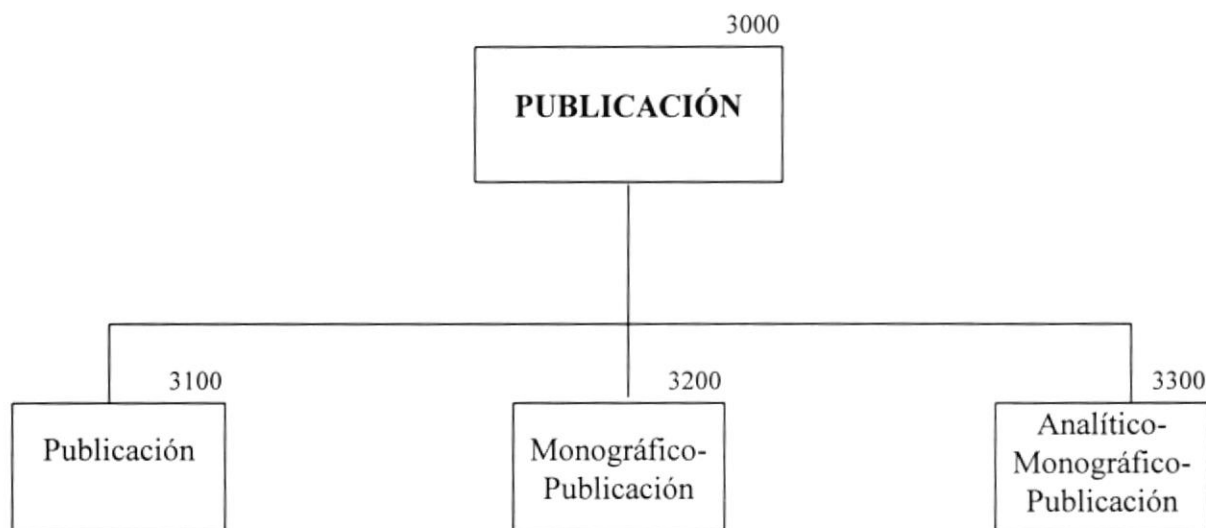 3000
PUBLICACIÓN
3100
Publicación
3200
Monográfico-
Publicación
3300
Analítico-
Monográfico-
Publicación